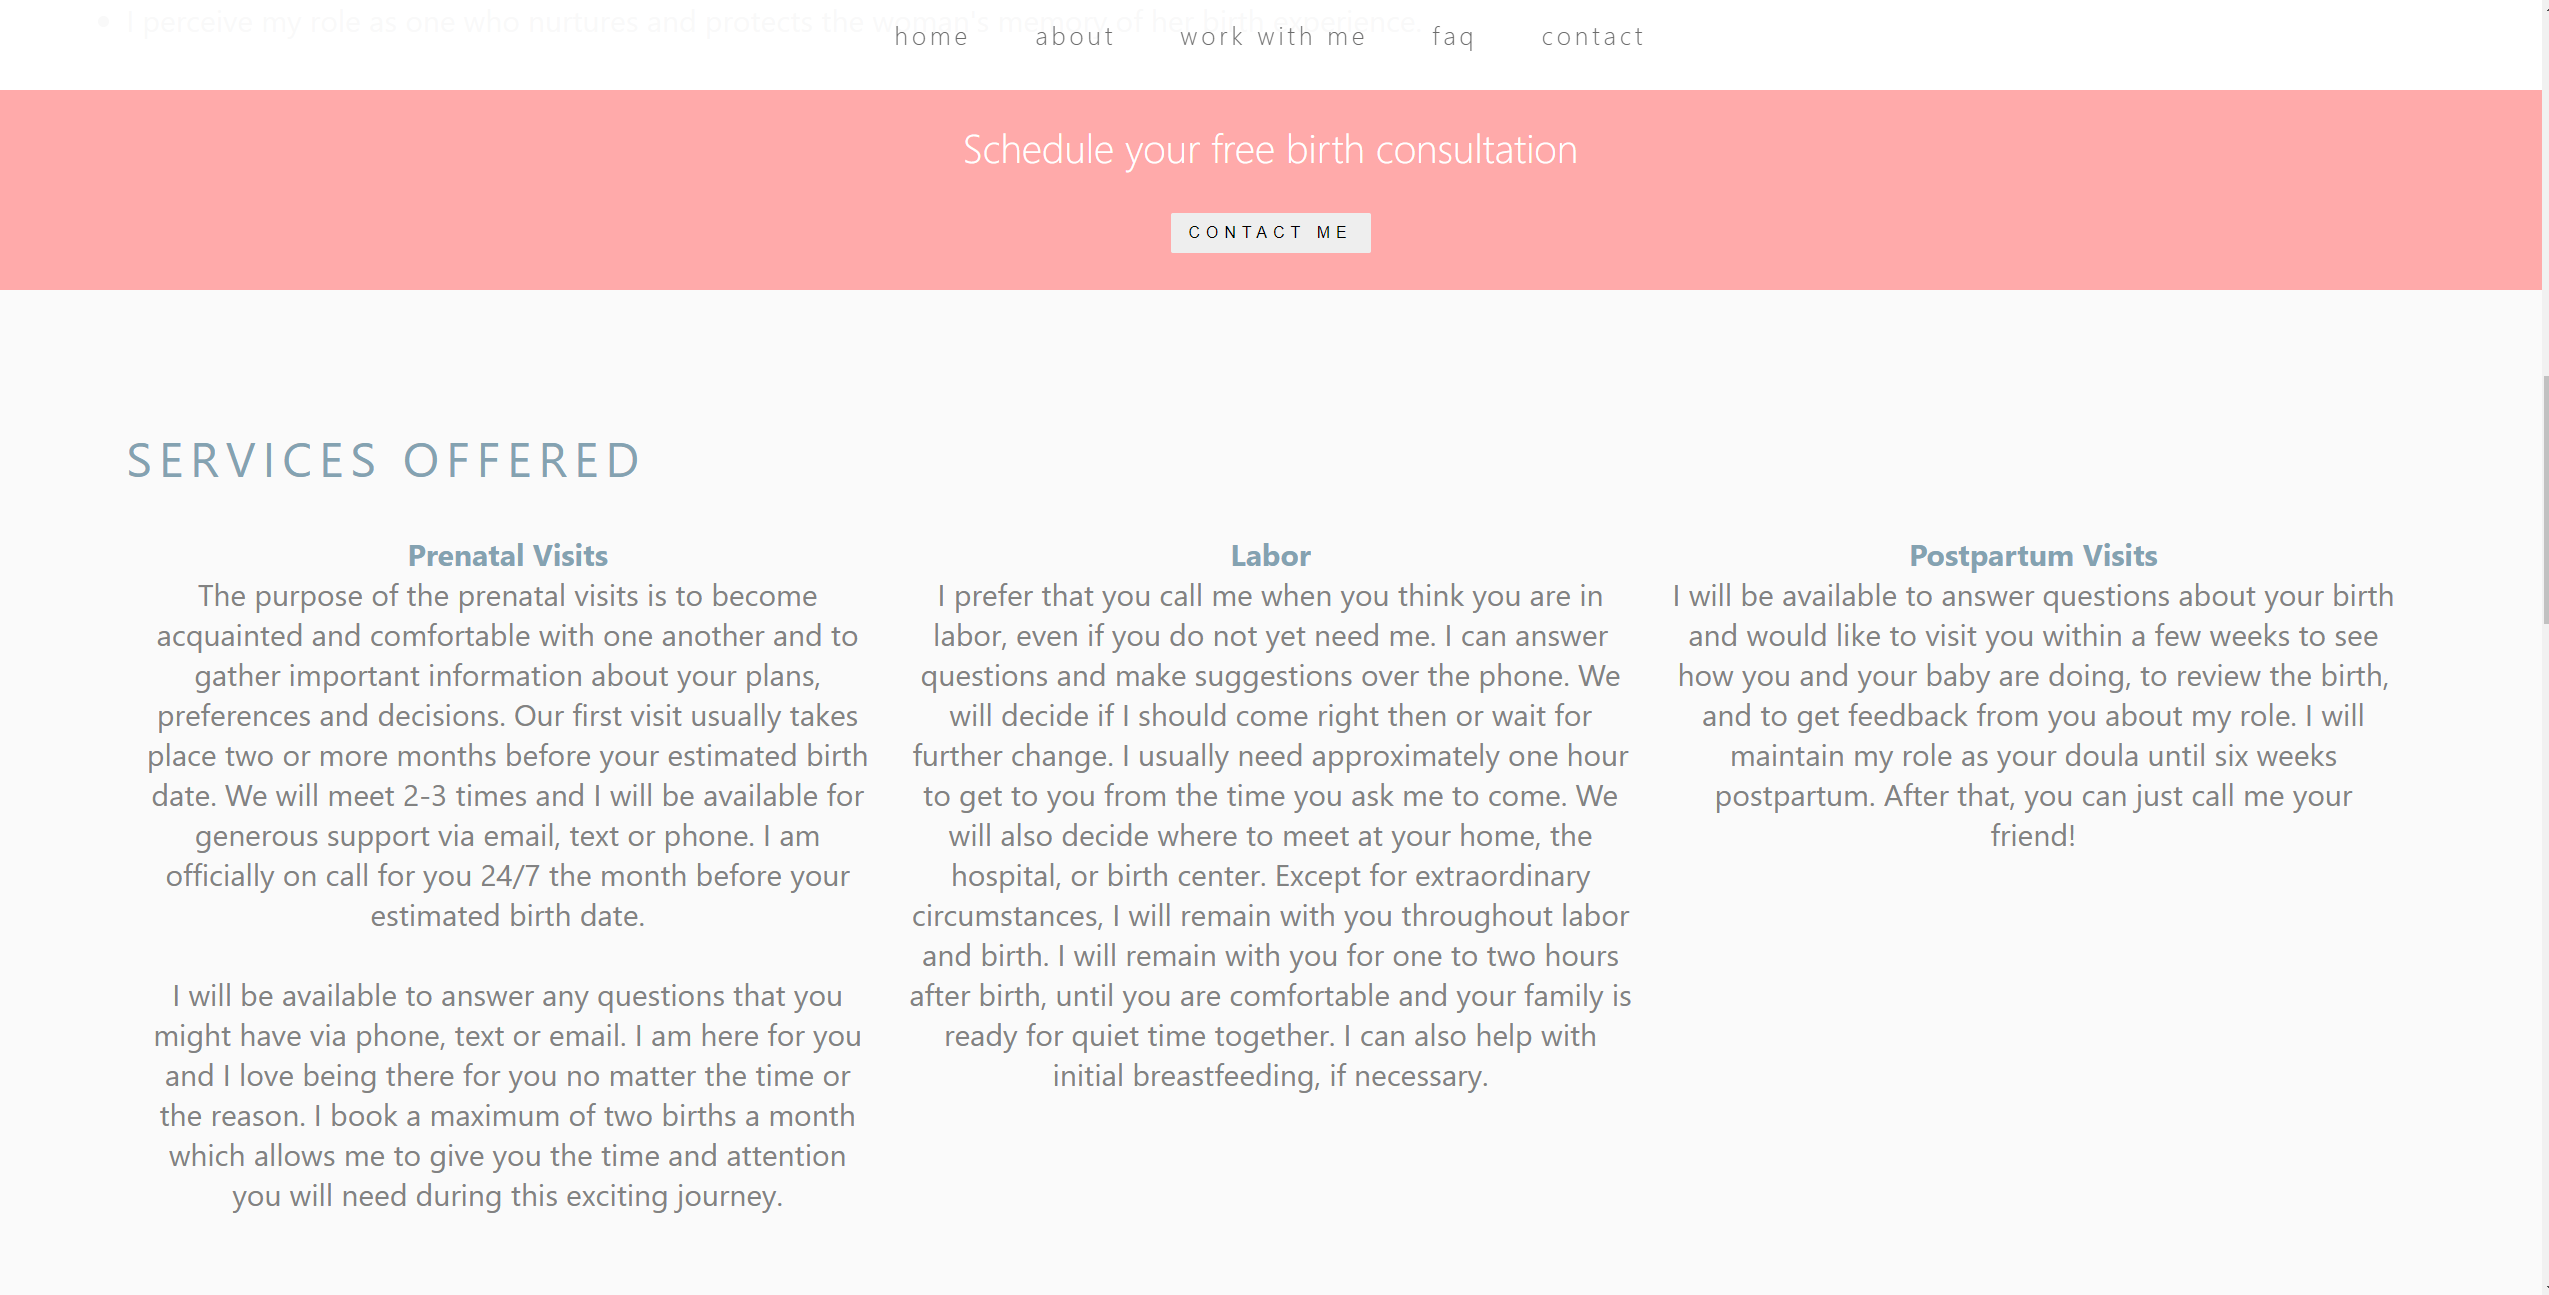 I perceive my role as one who nurtures and protects the woman's memory of her birth experience.
home about work with me faq contact
Schedule your free birth consultation
CONTACT ME
SERVICES OFFERED
Prenatal Visits
The purpose of the prenatal visits is to become
acquainted and comfortable with one another and to
gather important information about your plans,
preferences and decisions. Our first visit usually takes
place two or more months before your estimated birth
date. We will meet 2-3 times and I will be available for
generous support via email, text or phone. I am
officially on call for you 24/7 the month before your
estimated birth date.
I will be available to answer any questions that you
might have via phone, text or email. I am here for you
and I love being there for you no matter the time or
the reason. I book a maximum of two births a month
which allows me to give you the time and attention
you will need during this exciting journey.
Labor
I prefer that you call me when you think you are in
labor, even if you do not yet need me. I can answer
questions and make suggestions over the phone. We
will decide if I should come right then or wait for
further change. I usually need approximately one hour
to get to you from the time you ask me to come. We
will also decide where to meet at your home, the
hospital, or birth center. Except for extraordinary
circumstances, I will remain with you throughout labor
and birth. I will remain with you for one to two hours
after birth, until you are comfortable and your family is
ready for quiet time together. I can also help with
initial breastfeeding, if necessary.
Postpartum Visits
I will be available to answer questions about your birth
and would like to visit you within a few weeks to see
how you and your baby are doing, to review the birth,
and to get feedback from you about my role. I will
maintain my role as your doula until six weeks
postpartum. After that, you can just call me your
friend!